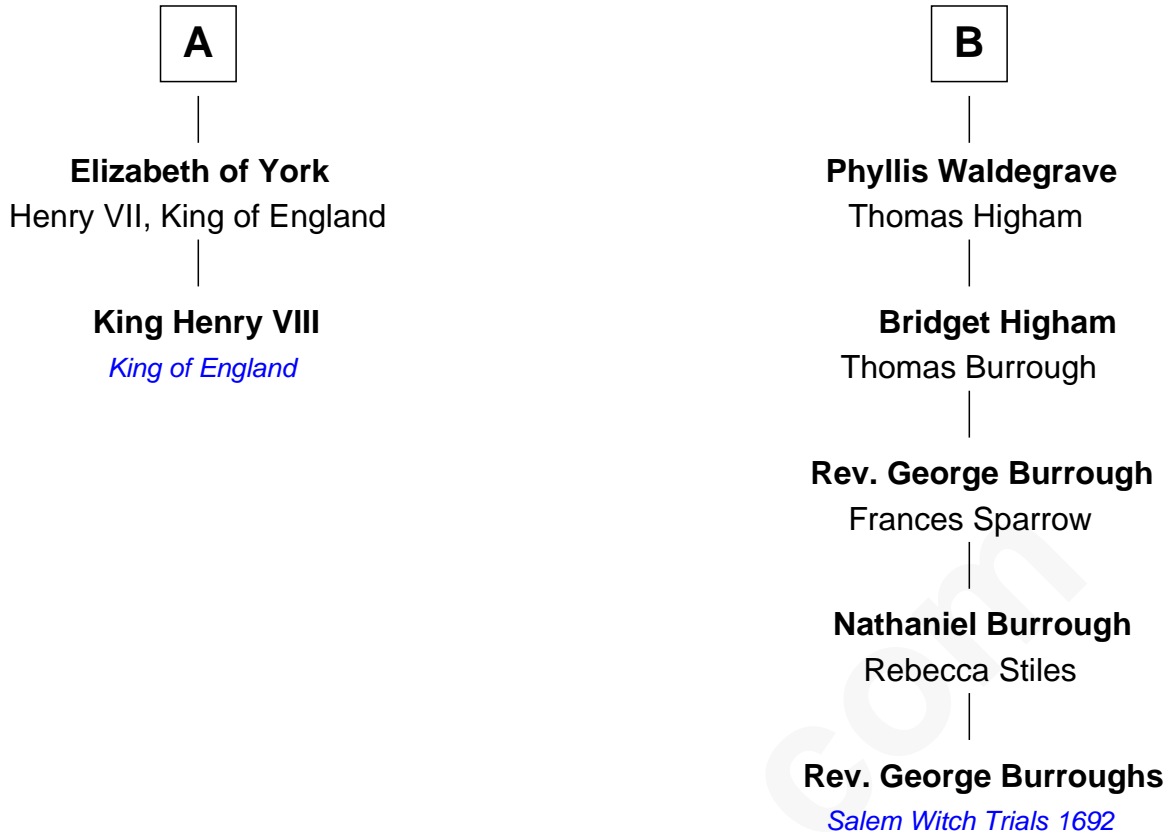 A
Elizabeth of York
Henry VII, King of England
King Henry VIII
King of England
B
Phyllis Waldegrave
Thomas Higham
Bridget Higham
Thomas Burrough
Rev. George Burrough
Frances Sparrow
Nathaniel Burrough
Rebecca Stiles
Rev. George Burroughs
Salem Witch Trials 1692
com